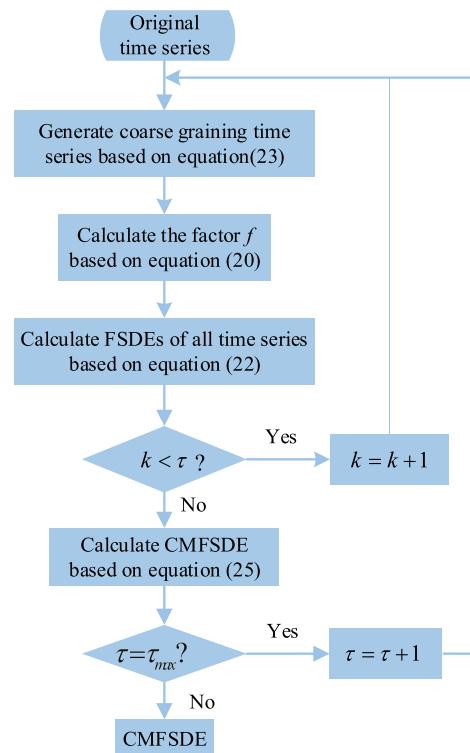 Original
time series
Generate coarse graining time
series based on equation(23)
Calculate the factor f
based on equation (20)
Calculate FSDEs of all time series
based on equation (22)
k < τ ?
Yes
k = k+1
No
Calculate CMFSDE
based on equation (25)
τ=τmax?
Yes
τ = τ+1
No
CMFSDE